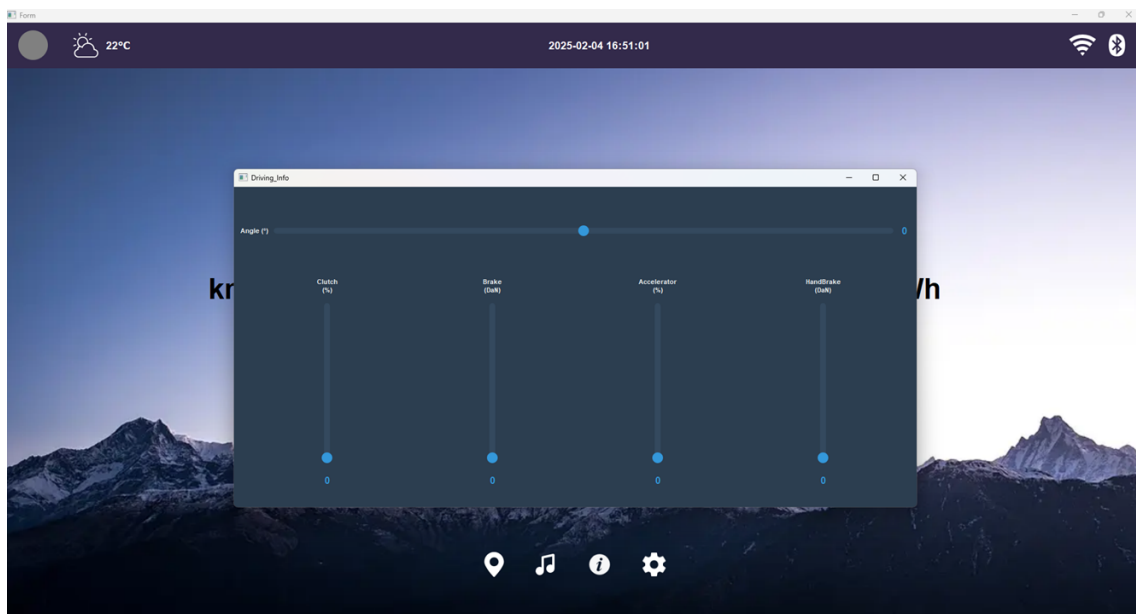 Form
22°C
2025-02-04 16:51:01
Driving_Info
Angle (°)
0
Clutch
(%)
Brake
(DaN)
Accelerator
(%)
HandBrake
(DaN)
0
0
0
0